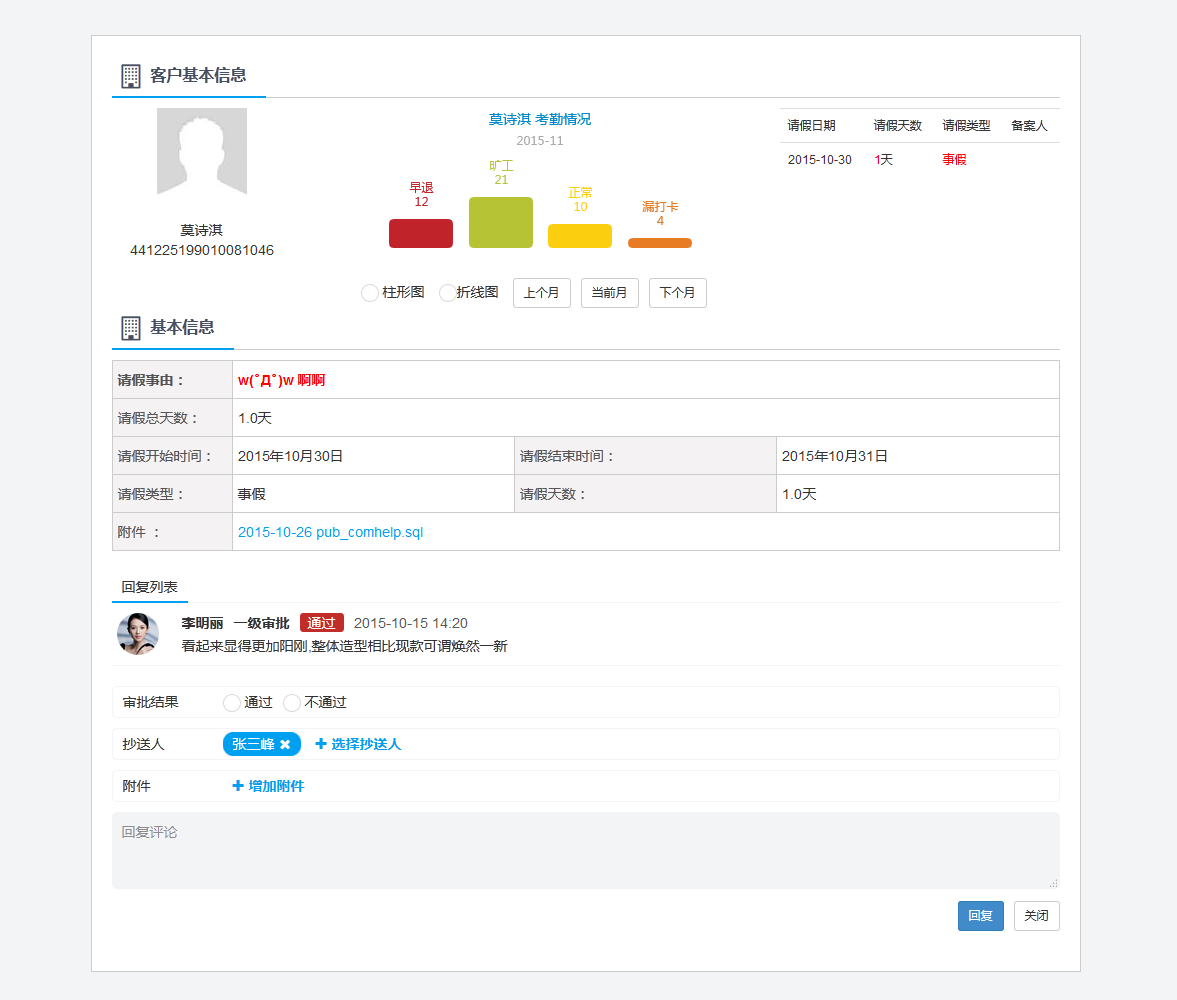 客户基本信息
莫诗淇
441225199010081046
莫诗淇 考勤情况
2015-11
早退
12
旷工
21
正常
10
漏打卡
4
柱形图 折线图 上个月 当前月 下个月
请假日期 请假天数 请假类型 备案人
2015-10-30 1天 事假
基本信息
请假事由： w(ﾟДﾟ)w 啊啊
请假总天数： 1.0天
请假开始时间： 2015年10月30日 请假结束时间： 2015年10月31日
请假类型： 事假 请假天数： 1.0天
附件 ： 2015-10-26 pub_comhelp.sql
回复列表
李明丽 一级审批 通过 2015-10-15 14:20
看起来显得更加阳刚,整体造型相比现款可谓焕然一新
审批结果 通过 不通过
抄送人 张三峰 ✖ ✚ 选择抄送人
附件 ✚ 增加附件
回复评论
回复 关闭